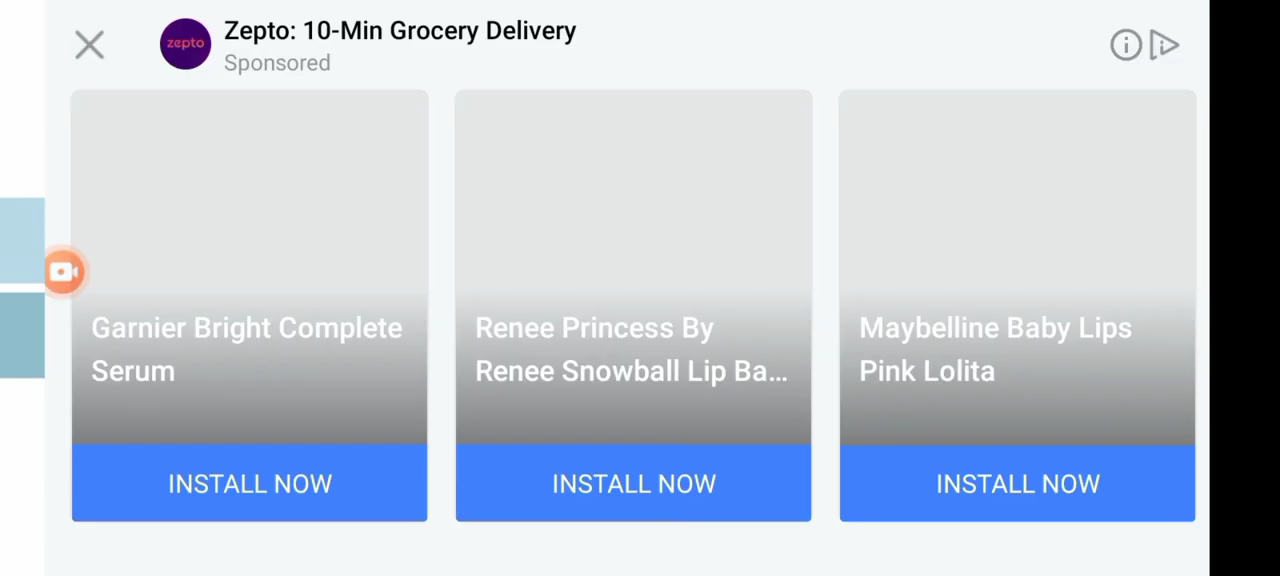 Zepto: 10-Min Grocery Delivery
zepto
Sponsored
Garnier Bright Complete
Serum
INSTALL NOW
Renee Princess By
Renee Snowball Lip Ba...
INSTALL NOW
Maybelline Baby Lips
Pink Lolita
INSTALL NOW